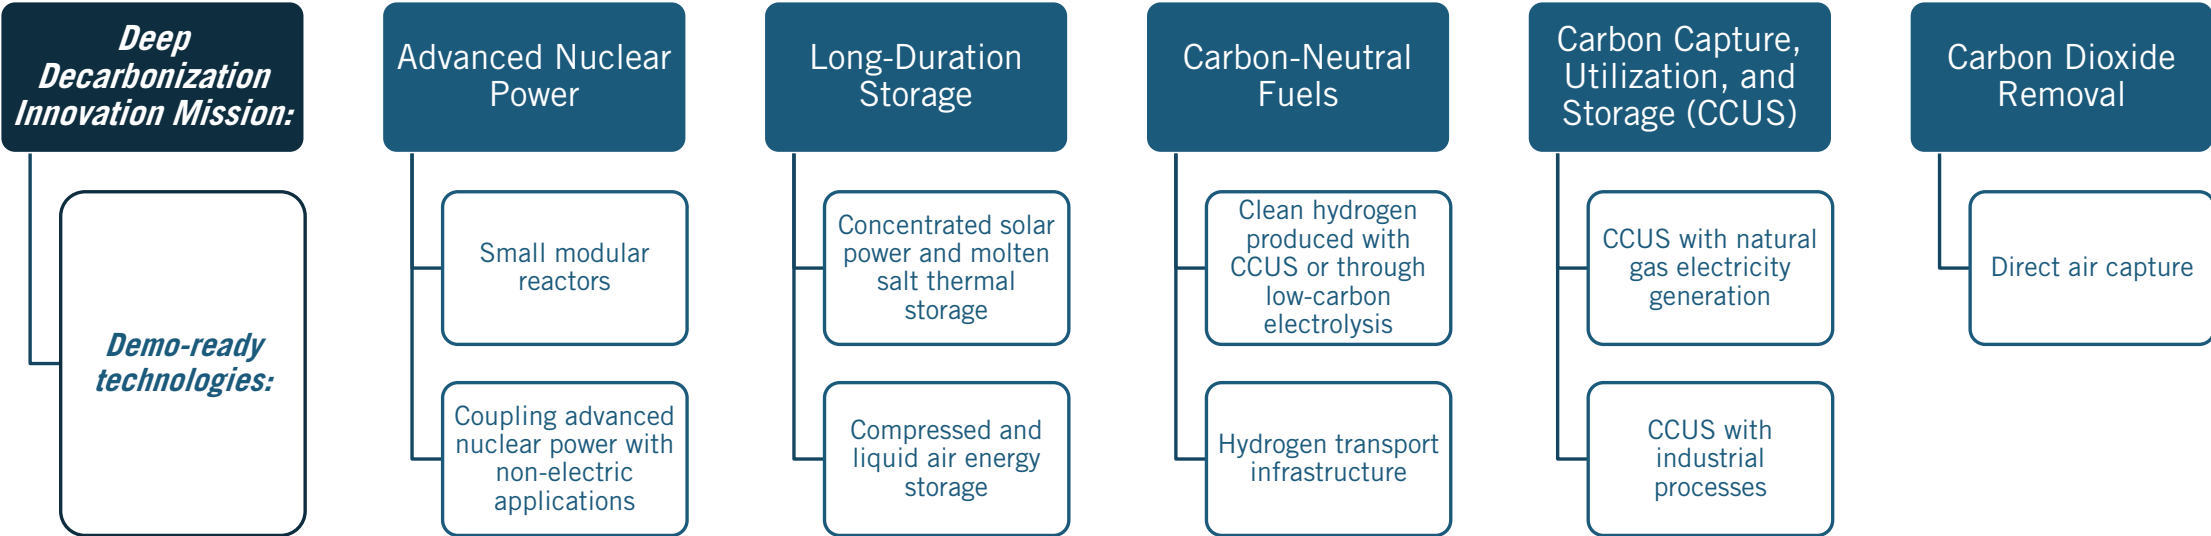 Deep
Decarbonization
Innovation Mission:
Demo-ready
technologies:
Advanced Nuclear
Power
Small modular
reactors
Coupling advanced
nuclear power with
non-electric
applications
Long-Duration
Storage
Concentrated solar
power and molten
salt thermal
storage
Compressed and
liquid air energy
storage
Carbon-Neutral
Fuels
Clean hydrogen
produced with
CCUS or through
low-carbon
electrolysis
Hydrogen transport
infrastructure
Carbon Capture,
Utilization, and
Storage (CCUS)
CCUS with natural
gas electricity
generation
CCUS with
industrial
processes
Carbon Dioxide
Removal
Direct air capture